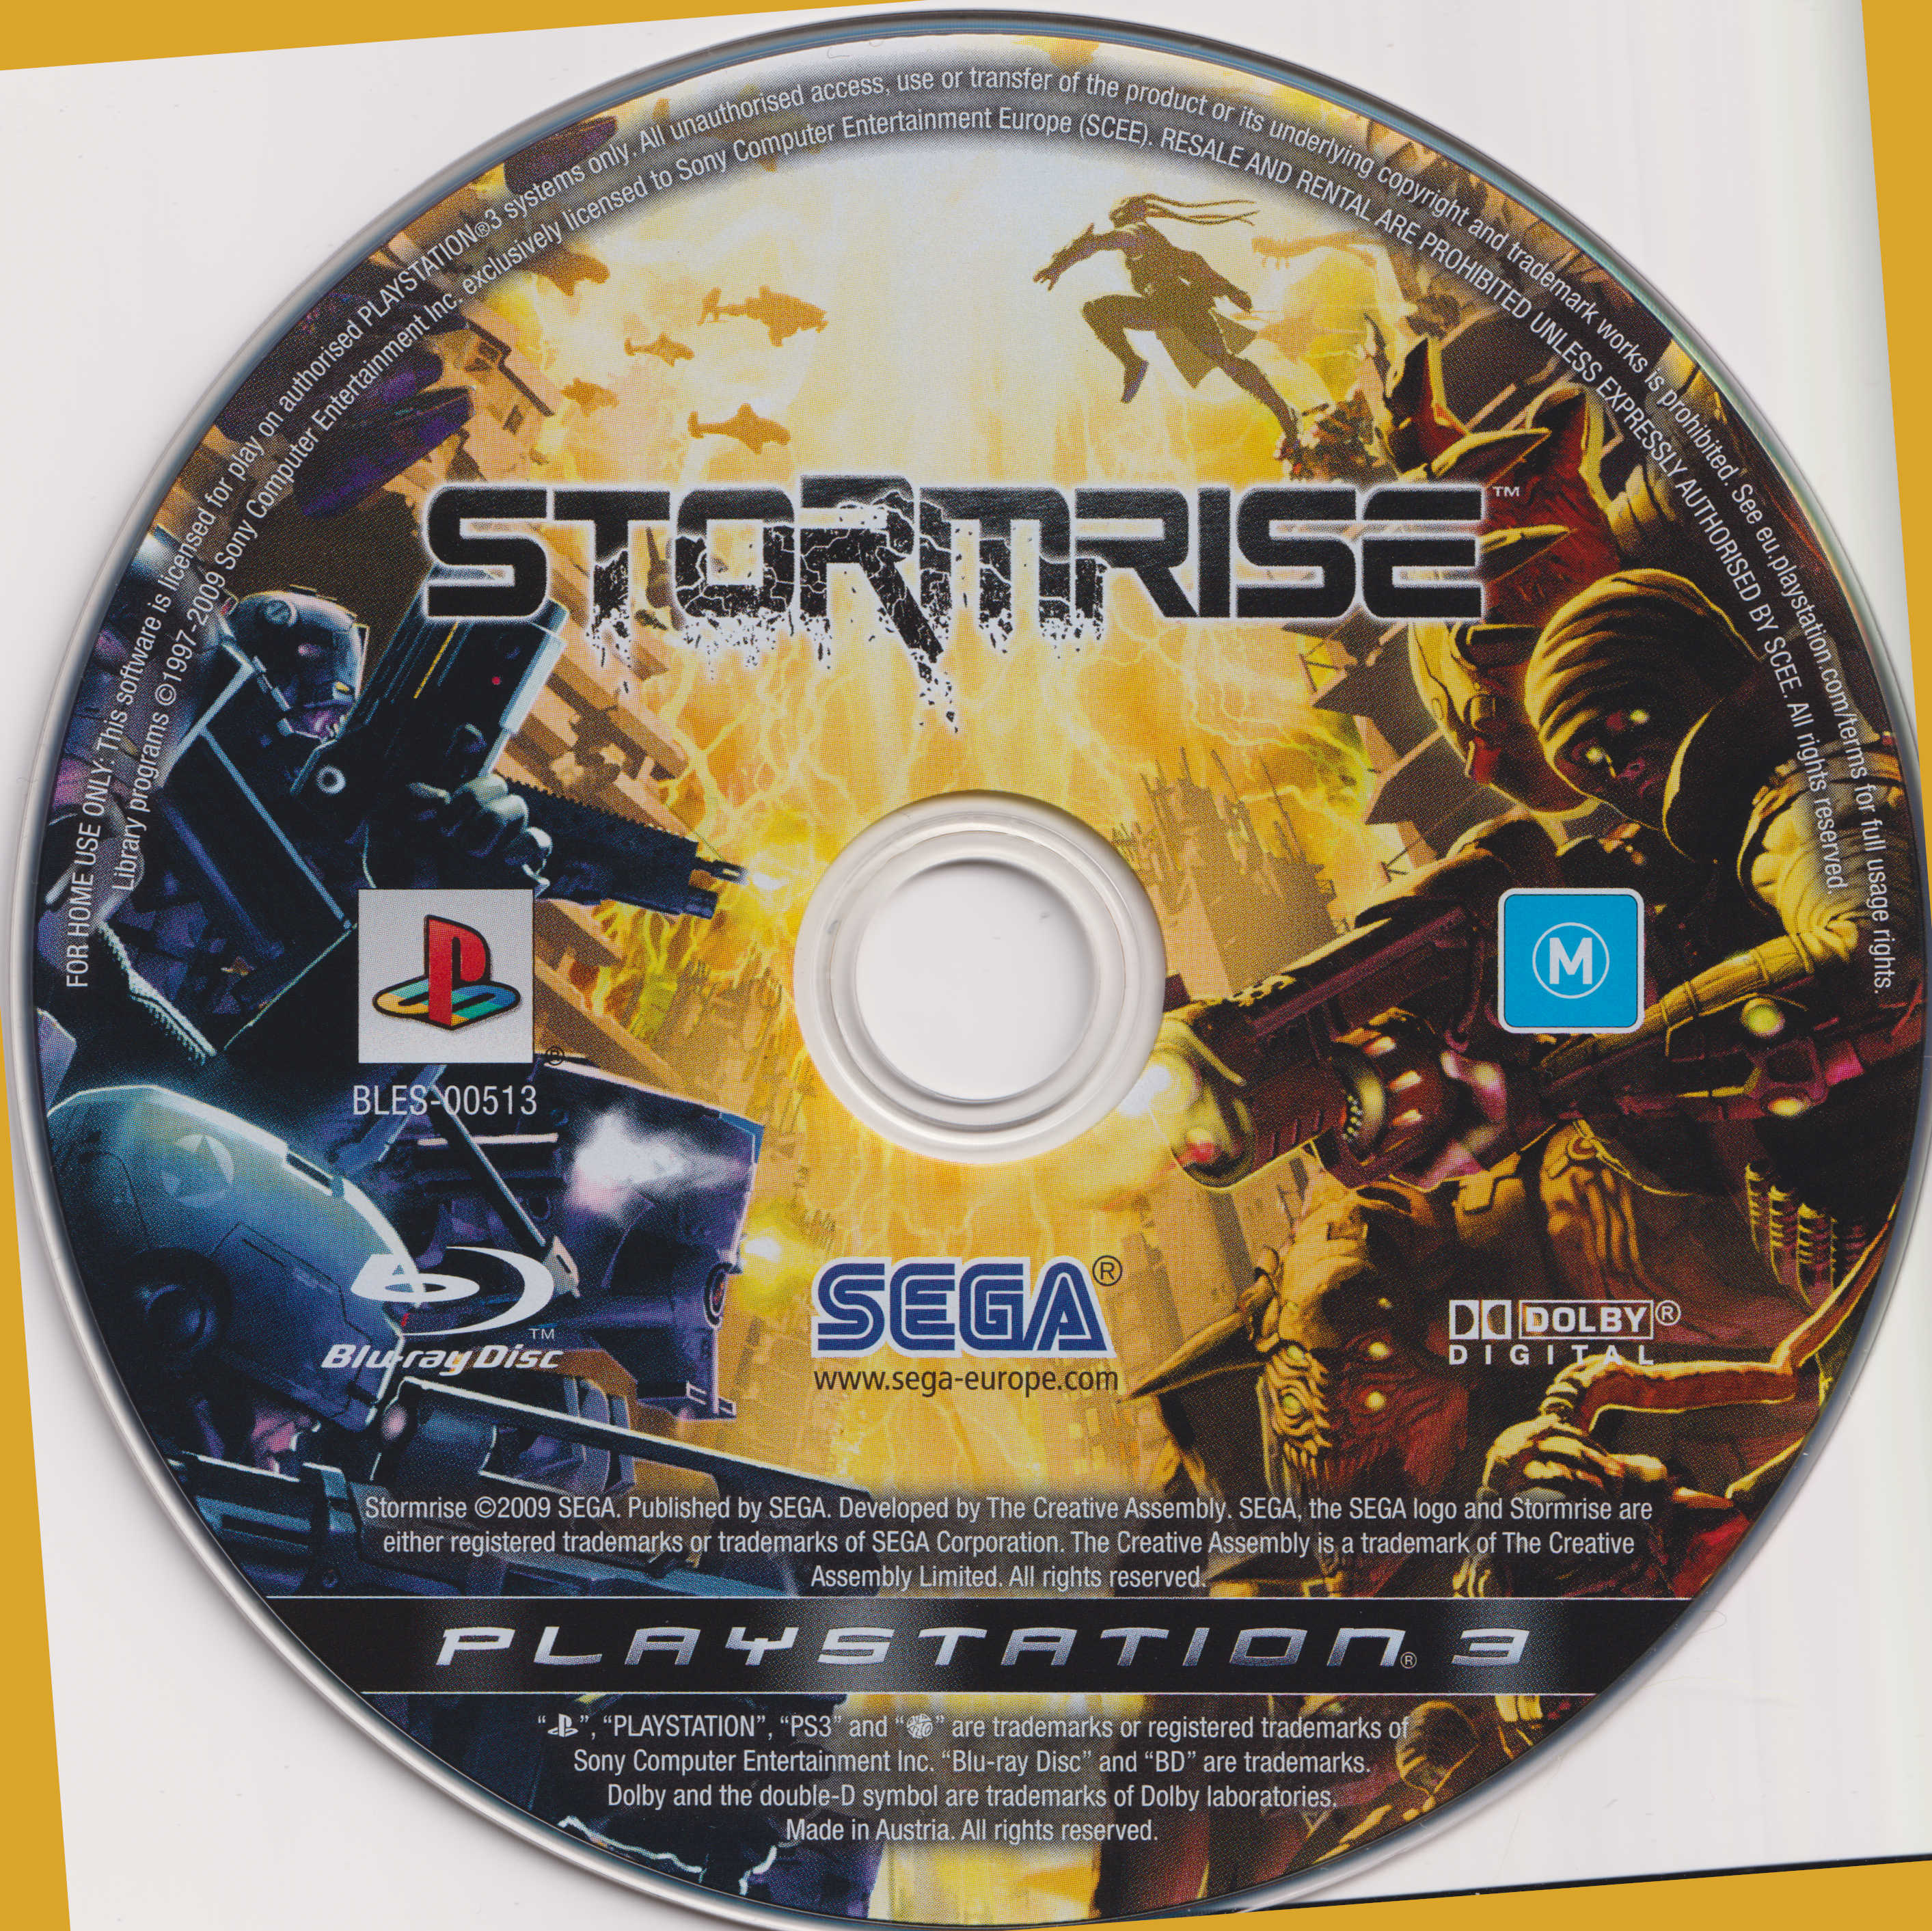 FOR HOME USE ONLY. This software is licensed for play on authorised PLAYSTATION®3 systems only. All unauthorised access, use or transfer of the product or its underlying copyright and trademark works is prohibited. See eu.playstation.com/terms for full usage rights.
Library programs ©1997-2009 Sony Computer Entertainment Inc. exclusively licensed to Sony Computer Entertainment Europe (SCEE). RESALE AND RENTAL ARE PROHIBITED UNLESS EXPRESSLY AUTHORISED BY SCEE. All rights reserved.
STORMRISE™
M
®
BLES-00513
Blu-ray Disc™
SEGA®
www.sega-europe.com
DOLBY®
DIGITAL
Stormrise ©2009 SEGA. Published by SEGA. Developed by The Creative Assembly. SEGA, the SEGA logo and Stormrise are
either registered trademarks or trademarks of SEGA Corporation. The Creative Assembly is a trademark of The Creative
Assembly Limited. All rights reserved.
PLAYSTATION®3
“ ”, “PLAYSTATION”, “PS3” and “ ” are trademarks or registered trademarks of
Sony Computer Entertainment Inc. “Blu-ray Disc” and “BD” are trademarks.
Dolby and the double-D symbol are trademarks of Dolby laboratories.
Made in Austria. All rights reserved.